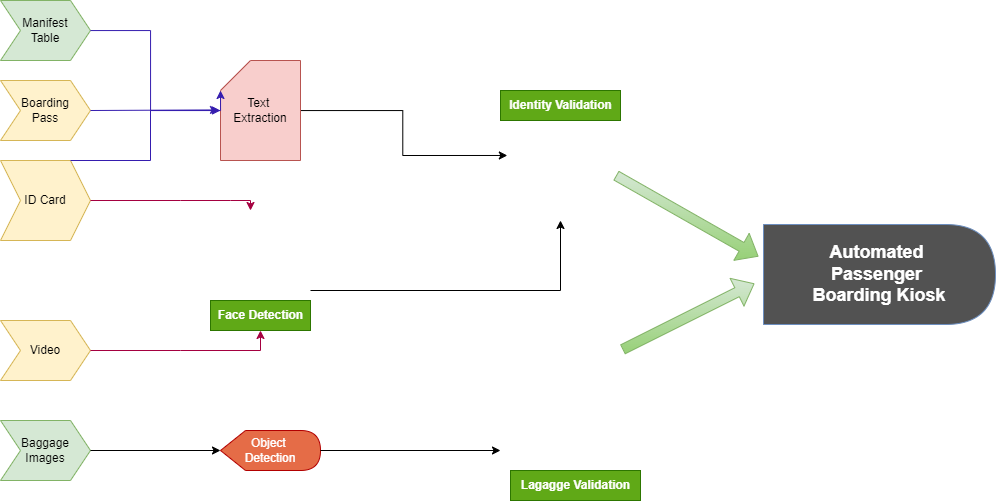 Manifest
Table
Boarding
Pass
ID Card
Text
Extraction
Identity Validation
Automated
Passenger
Boarding Kiosk
Face Detection
Video
Baggage
Images
Object
Detection
Lagagge Validation